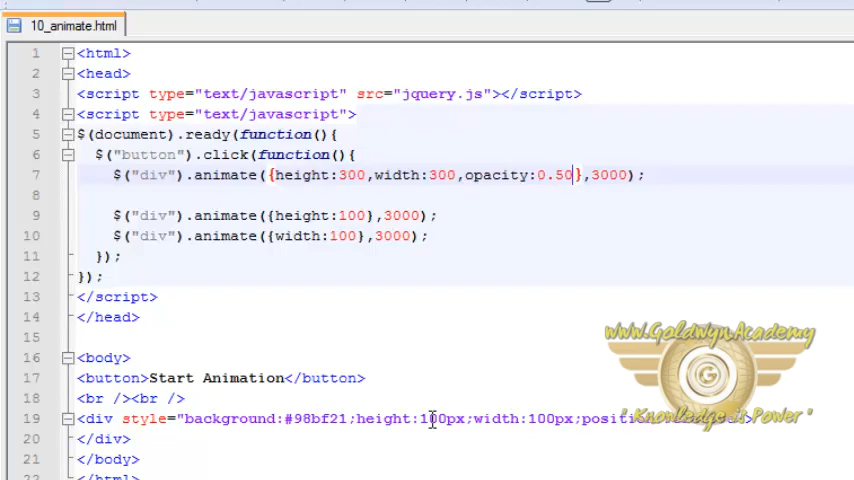 10_animate.html
1 <html>
2 <head>
3 <script type="text/javascript" src="jquery.js"></script>
4 <script type="text/javascript">
5 $(document).ready(function(){
6 $("button").click(function(){
7 $("div").animate({height:300,width:300,opacity:0.50},3000);
8
9 $("div").animate({height:100},3000);
10 $("div").animate({width:100},3000);
11 });
12 });
13 </script>
14 </head>
15
16 <body>
17 <button>Start Animation</button>
18 <br /><br />
19 <div style="background:#98bf21;height:100px;width:100px;position
20 </div>
21 </body>
22 </html>
www.GoldwynAcademy
G
" Knowledge is Power "